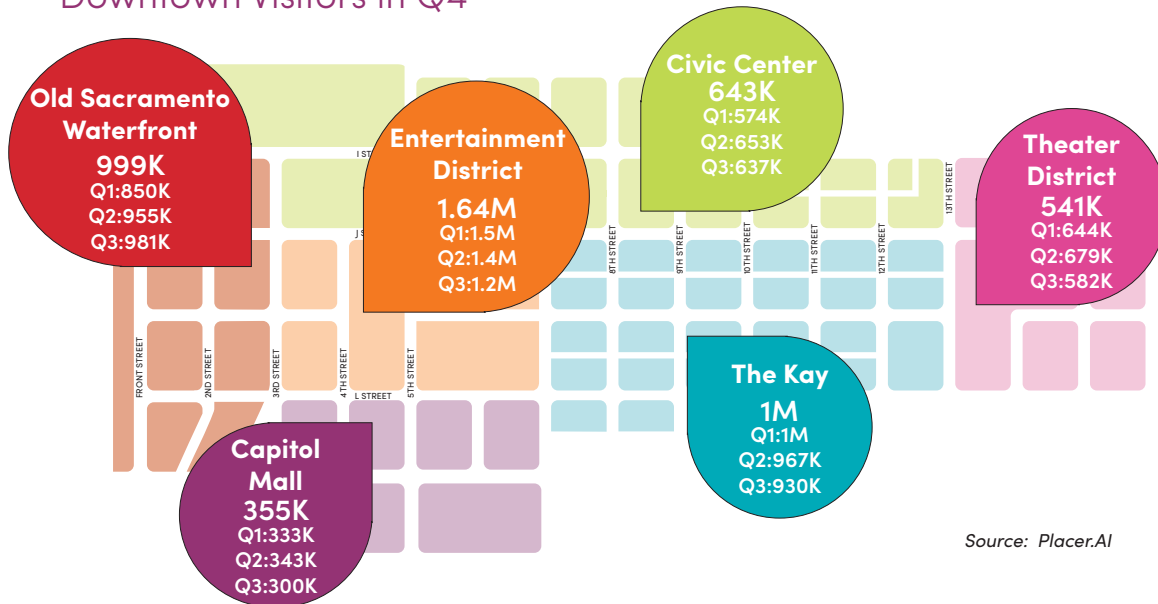 Downtown Visitors in Q4
Old Sacramento
Waterfront
999K
Q1:850K
Q2:955K
Q3:981K
Entertainment
District
1.64M
Q1:1.5M
Q2:1.4M
Q3:1.2M
Civic Center
643K
Q1:574K
Q2:653K
Q3:637K
Theater
District
541K
Q1:644K
Q2:679K
Q3:582K
The Kay
1M
Q1:1M
Q2:967K
Q3:930K
Capitol
Mall
355K
Q1:333K
Q2:343K
Q3:300K
I ST
J S
L STREET
FRONT STREET
2ND STREET
3RD STREET
4TH STREET
5TH STREET
8TH STREET
9TH STREET
10TH STREET
11TH STREET
12TH STREET
13TH STREET
Source: Placer.AI